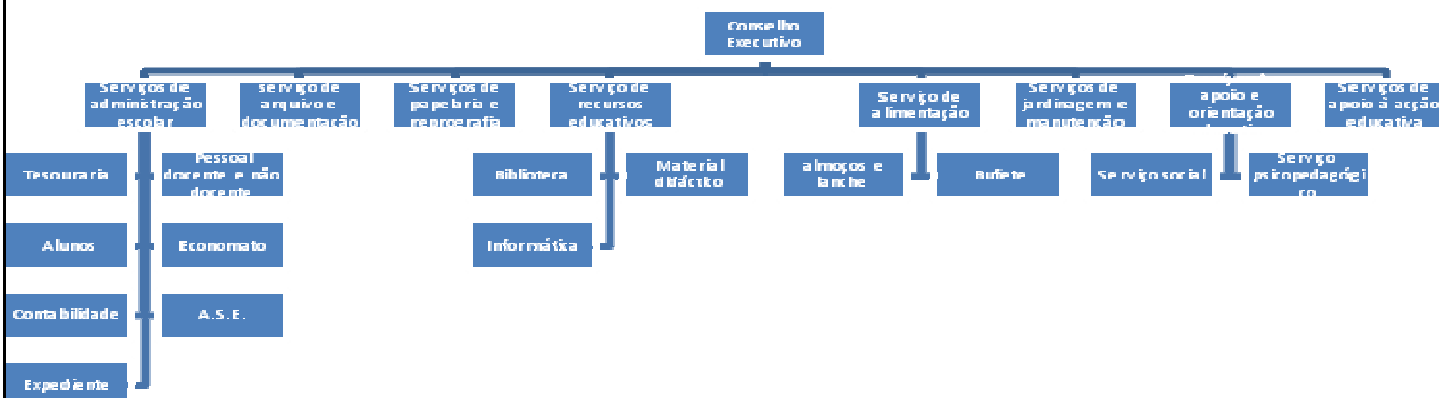 Conselho
Executivo
Serviços de
administração
escolar
serviço de
arquivo e
documentação
Serviços de
papelaria e
reprografia
Serviço de
recursos
educativos
Serviço de
alimentação
Serviços de
jardinagem e
manutenção
apoio e
orientação
Serviços de
apoio à acção
educativa
Tesouraria
Pessoal
docente e não
docente
Biblioteca
Material
didáctico
almoços e
lanche
Bufete
Serviço social
Serviço
psicopedagógi
co
Alunos
Economato
Informática
Contabilidade
A.S.E.
Expediente